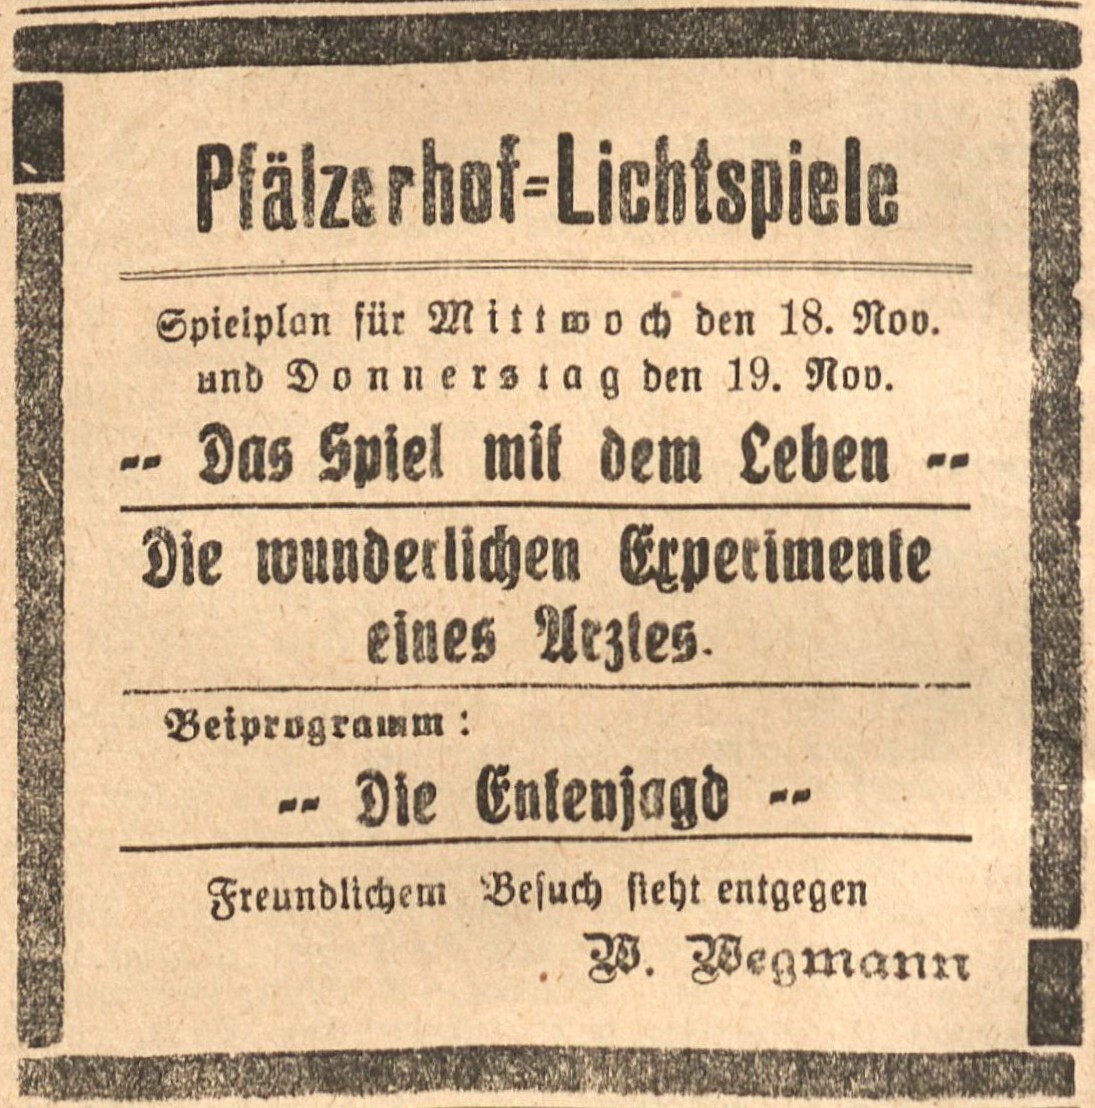 Pfälzerhof=Lichtspiele
Spielplan für Mittwoch den 18. Nov.
und Donnerstag den 19. Nov.
-- Das Spiel mit dem Leben --
Die wunderlichen Experimente
eines Arztes.
Beiprogramm:
-- Die Entenjagd --
Freundlichem Besuch sieht entgegen
W. Wegmann